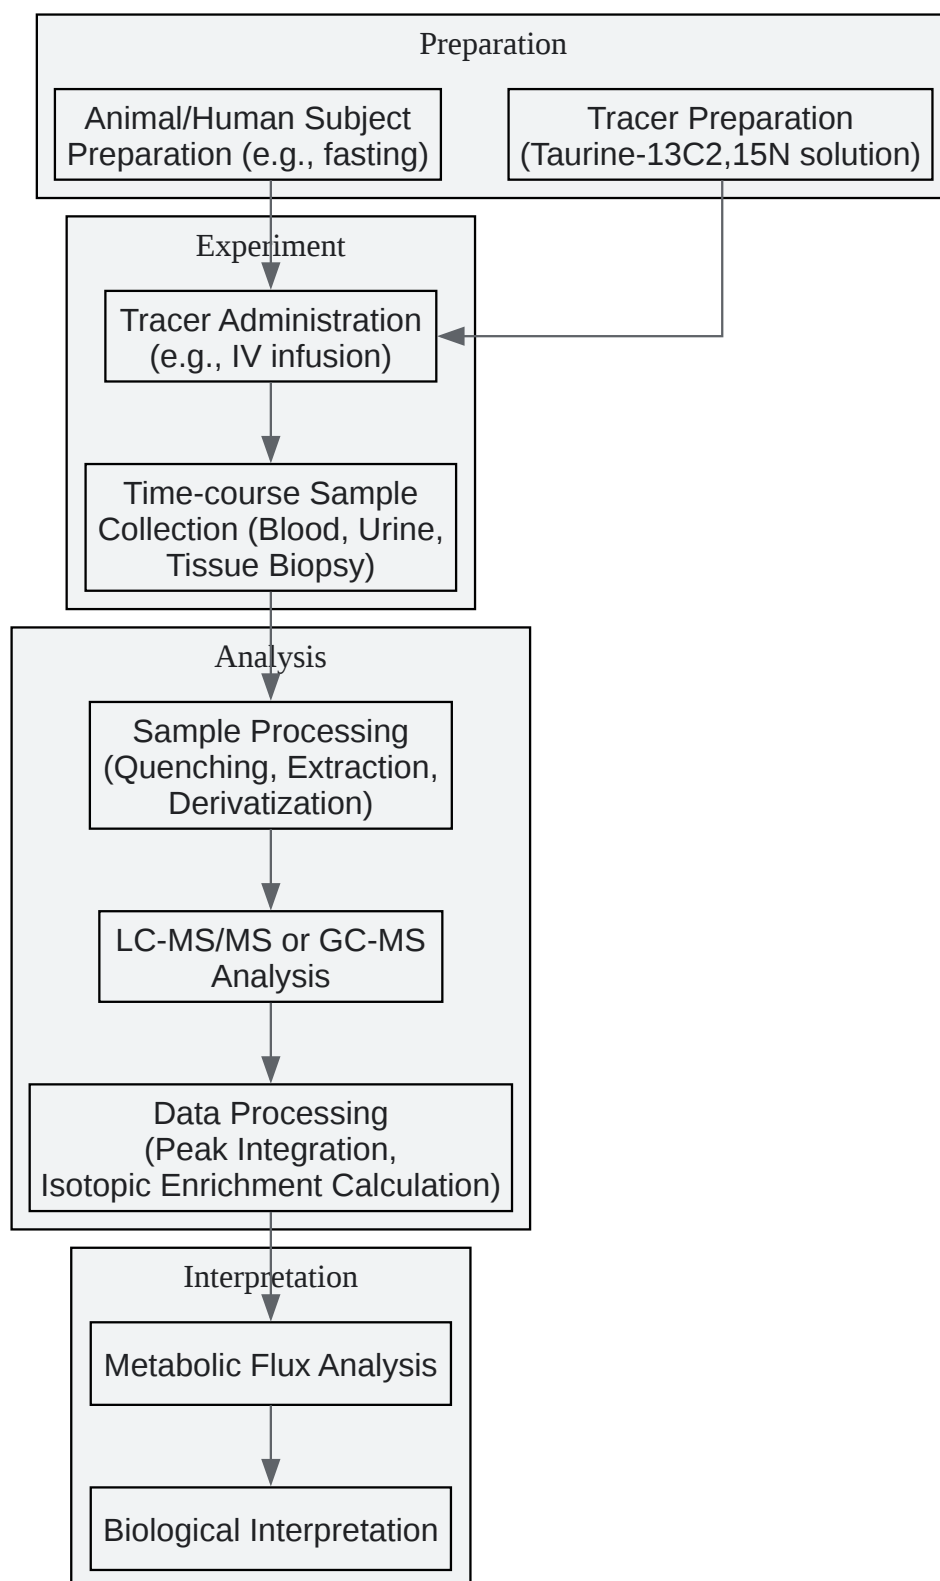 Preparation
Animal/Human Subject
Preparation (e.g., fasting)
Tracer Preparation
(Taurine-13C2,15N solution)
Experiment
Tracer Administration
(e.g., IV infusion)
Time-course Sample
Collection (Blood, Urine,
Tissue Biopsy)
Analysis
Sample Processing
(Quenching, Extraction,
Derivatization)
LC-MS/MS or GC-MS
Analysis
Data Processing
(Peak Integration,
Isotopic Enrichment Calculation)
Interpretation
Metabolic Flux Analysis
Biological Interpretation